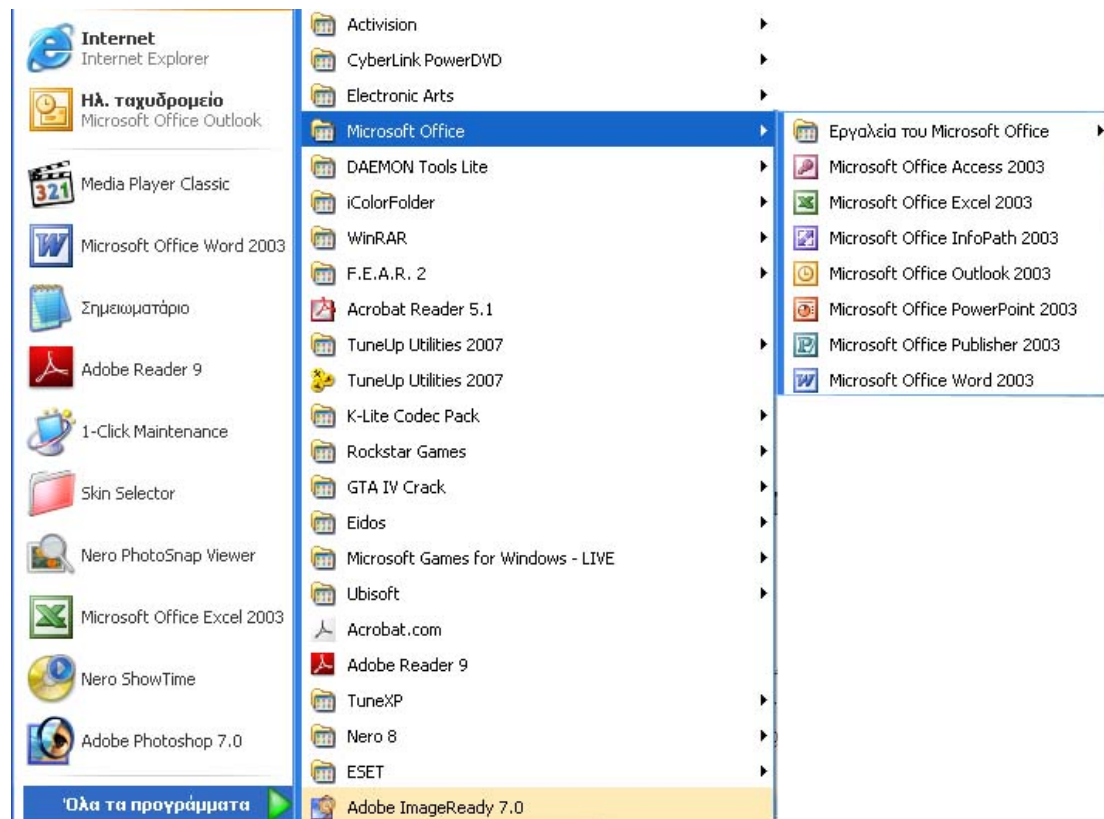 Internet
Internet Explorer
Ηλ. ταχυδρομείο
Microsoft Office Outlook
Media Player Classic
Microsoft Office Word 2003
Σημειωματάριο
Adobe Reader 9
1-Click Maintenance
Skin Selector
Nero PhotoSnap Viewer
Microsoft Office Excel 2003
Nero ShowTime
Adobe Photoshop 7.0
Όλα τα προγράμματα
Activision
CyberLink PowerDVD
Electronic Arts
Microsoft Office
DAEMON Tools Lite
iColorFolder
WinRAR
F.E.A.R. 2
Acrobat Reader 5.1
TuneUp Utilities 2007
TuneUp Utilities 2007
K-Lite Codec Pack
Rockstar Games
GTA IV Crack
Eidos
Microsoft Games for Windows - LIVE
Ubisoft
Acrobat.com
Adobe Reader 9
TuneXP
Nero 8
ESET
Adobe ImageReady 7.0
Εργαλεία του Microsoft Office
Microsoft Office Access 2003
Microsoft Office Excel 2003
Microsoft Office InfoPath 2003
Microsoft Office Outlook 2003
Microsoft Office PowerPoint 2003
Microsoft Office Publisher 2003
Microsoft Office Word 2003